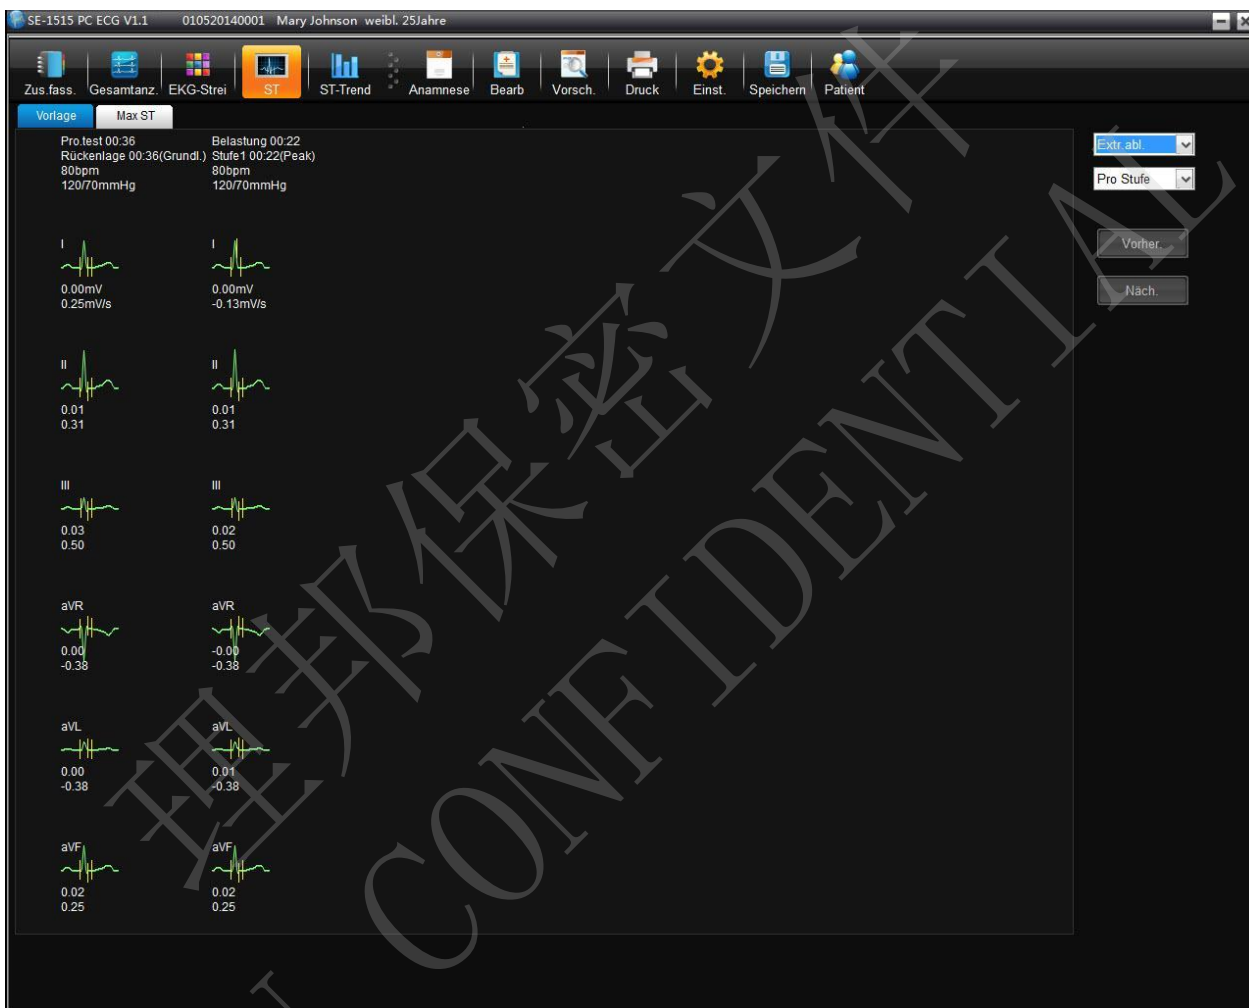 SE-1515 PC ECG V1.1 010520140001 Mary Johnson weibl. 25Jahre
Zus.fass. Gesamtanz. EKG-Strei ST ST-Trend Anamnese Bearb Vorsch. Druck Einst. Speichern Patient
Vorlage Max ST
Pro.test 00:36 Belastung 00:22
Rückenlage 00:36(Grundl.) Stufe1 00:22(Peak)
80bpm 80bpm
120/70mmHg 120/70mmHg
Extr.abl.
Pro Stufe
Vorher.
Näch.
I I
0.00mV 0.00mV
0.25mV/s -0.13mV/s
II II
0.01 0.01
0.31 0.31
III III
0.03 0.02
0.50 0.50
aVR aVR
0.00 -0.00
-0.38 -0.38
aVL aVL
0.00 0.01
-0.38 -0.38
aVF aVF
0.02 0.02
0.25 0.25
理邦保密文件
CONFIDENTIAL